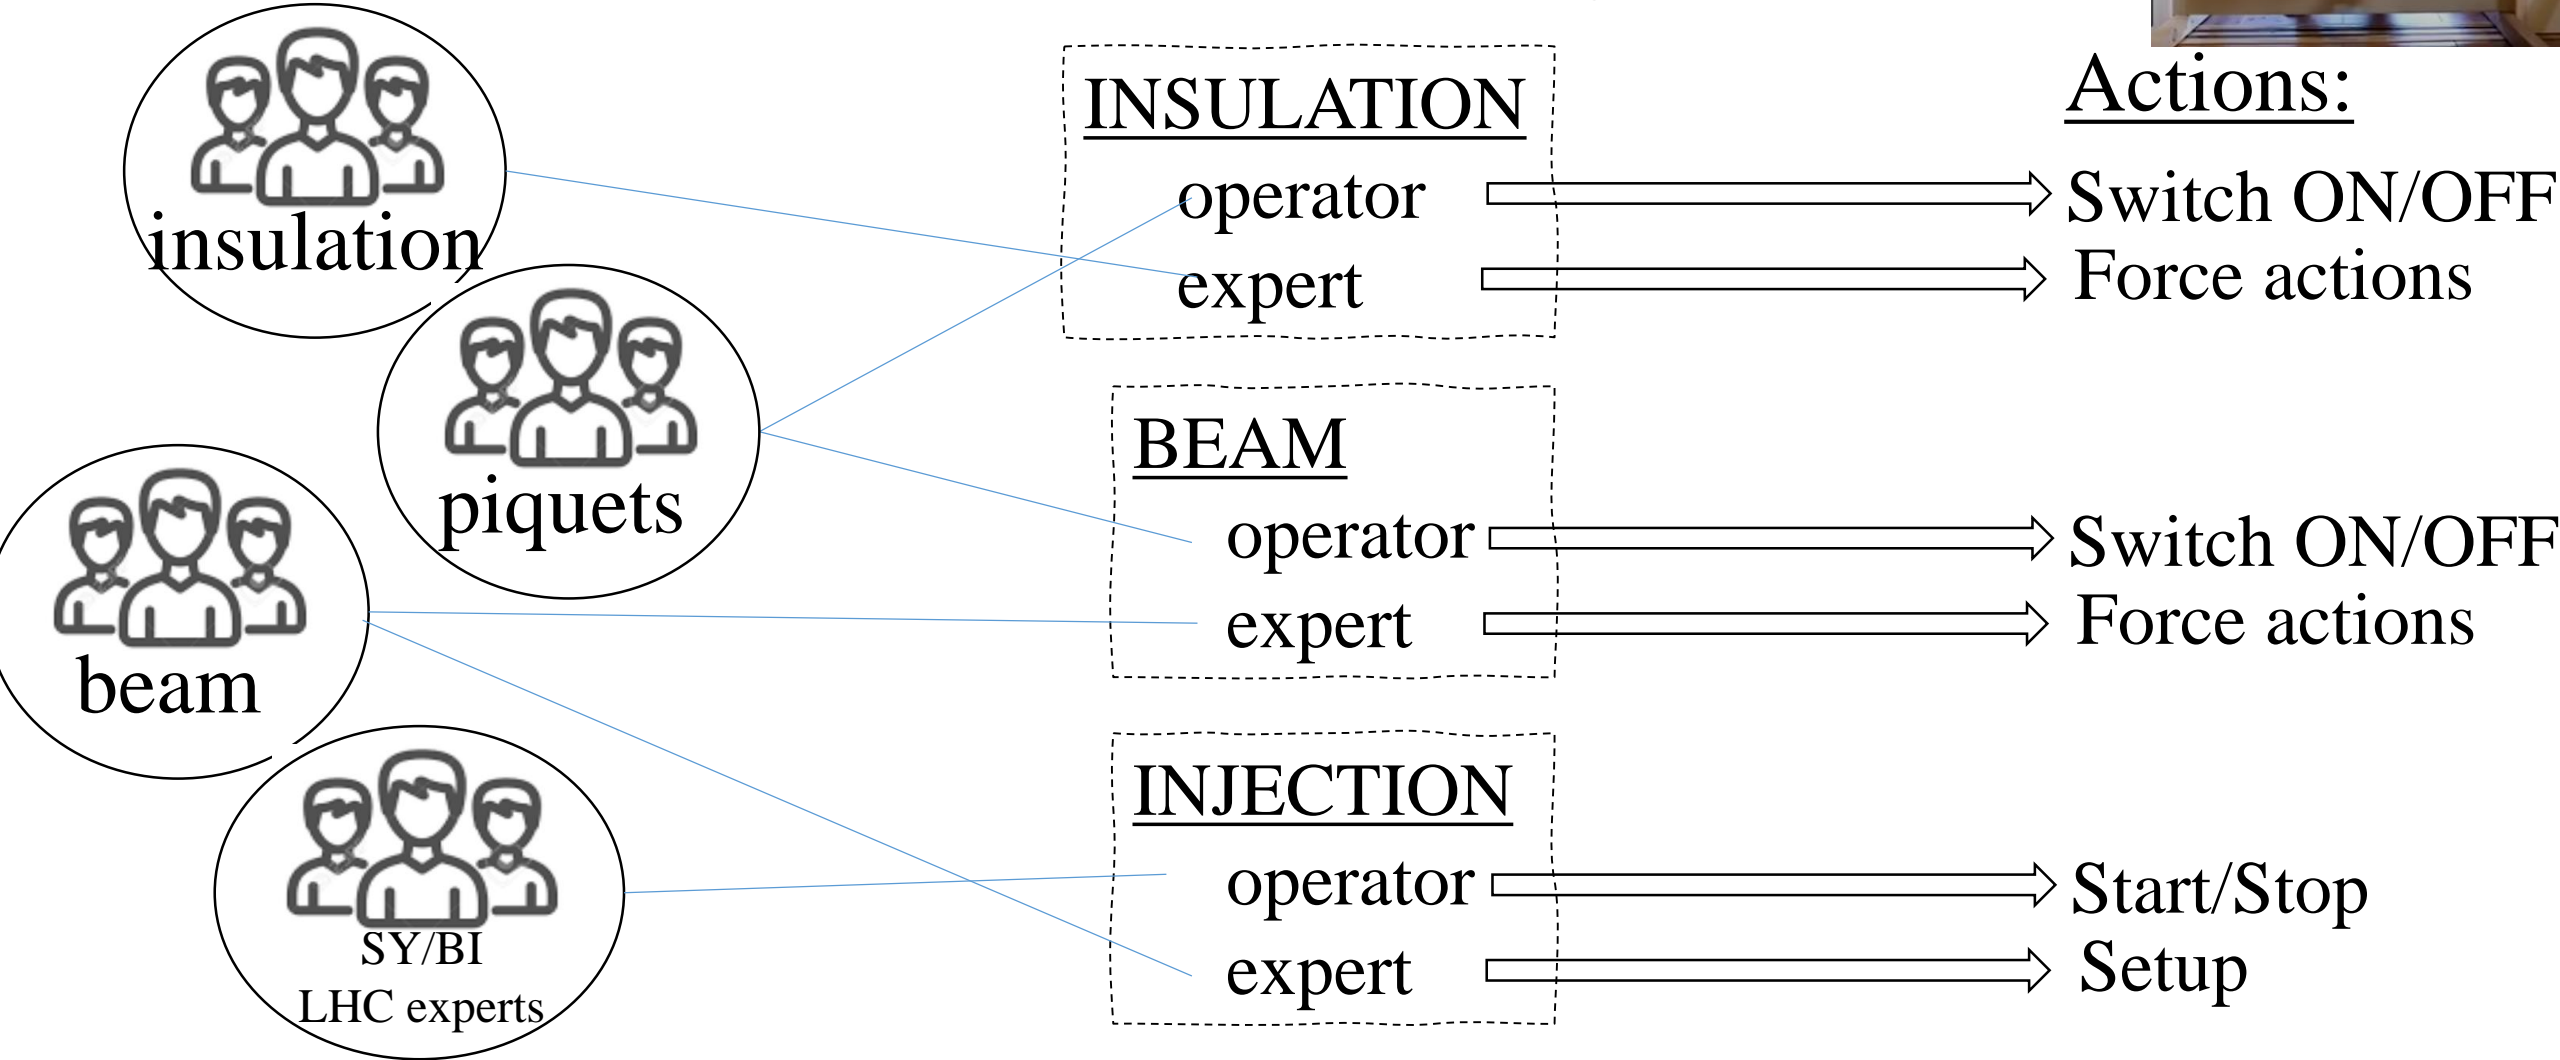 insulation
piquets
beam
SY/BI
LHC experts
INSULATION
operator
expert
BEAM
operator
expert
INJECTION
operator
expert
Actions:
Switch ON/OFF
Force actions
Switch ON/OFF
Force actions
Start/Stop
Setup